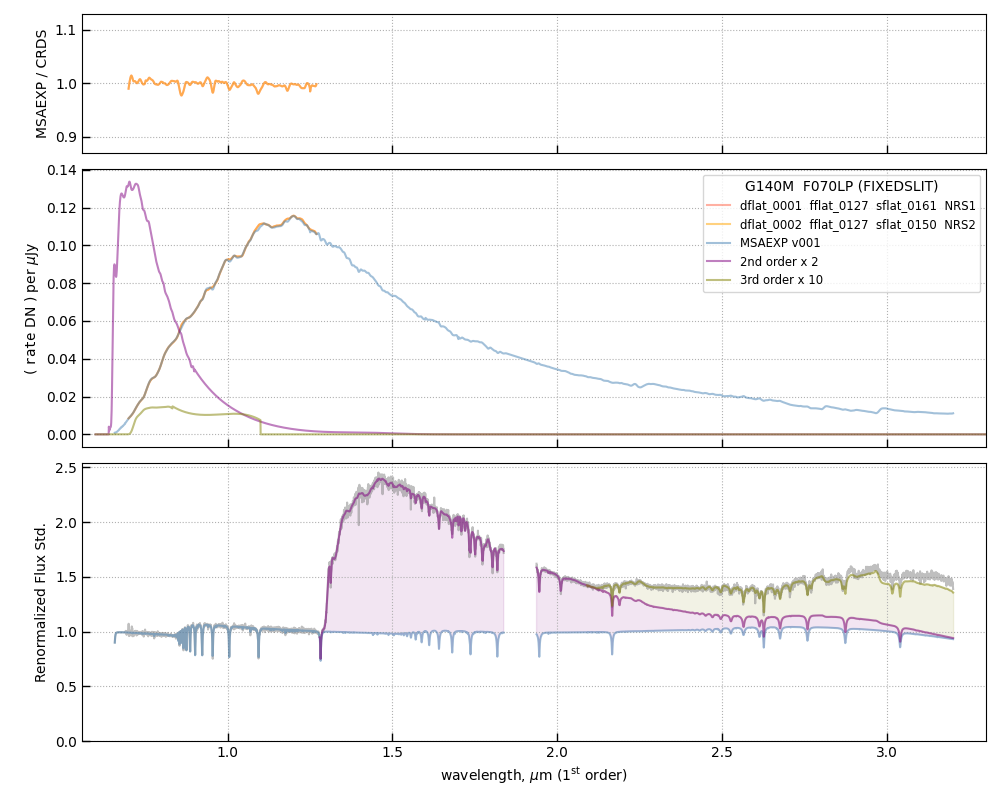 MSAEXP / CRDS
1.1
1.0
0.9
( rate DN ) per μJy
0.14
0.12
0.10
0.08
0.06
0.04
0.02
0.00
G140M  F070LP (FIXEDSLIT)
dflat_0001  fflat_0127  sflat_0161  NRS1
dflat_0002  fflat_0127  sflat_0150  NRS2
MSAEXP v001
2nd order x 2
3rd order x 10
Renormalized Flux Std.
2.5
2.0
1.5
1.0
0.5
0.0
1.0 1.5 2.0 2.5 3.0
wavelength, μm (1st order)